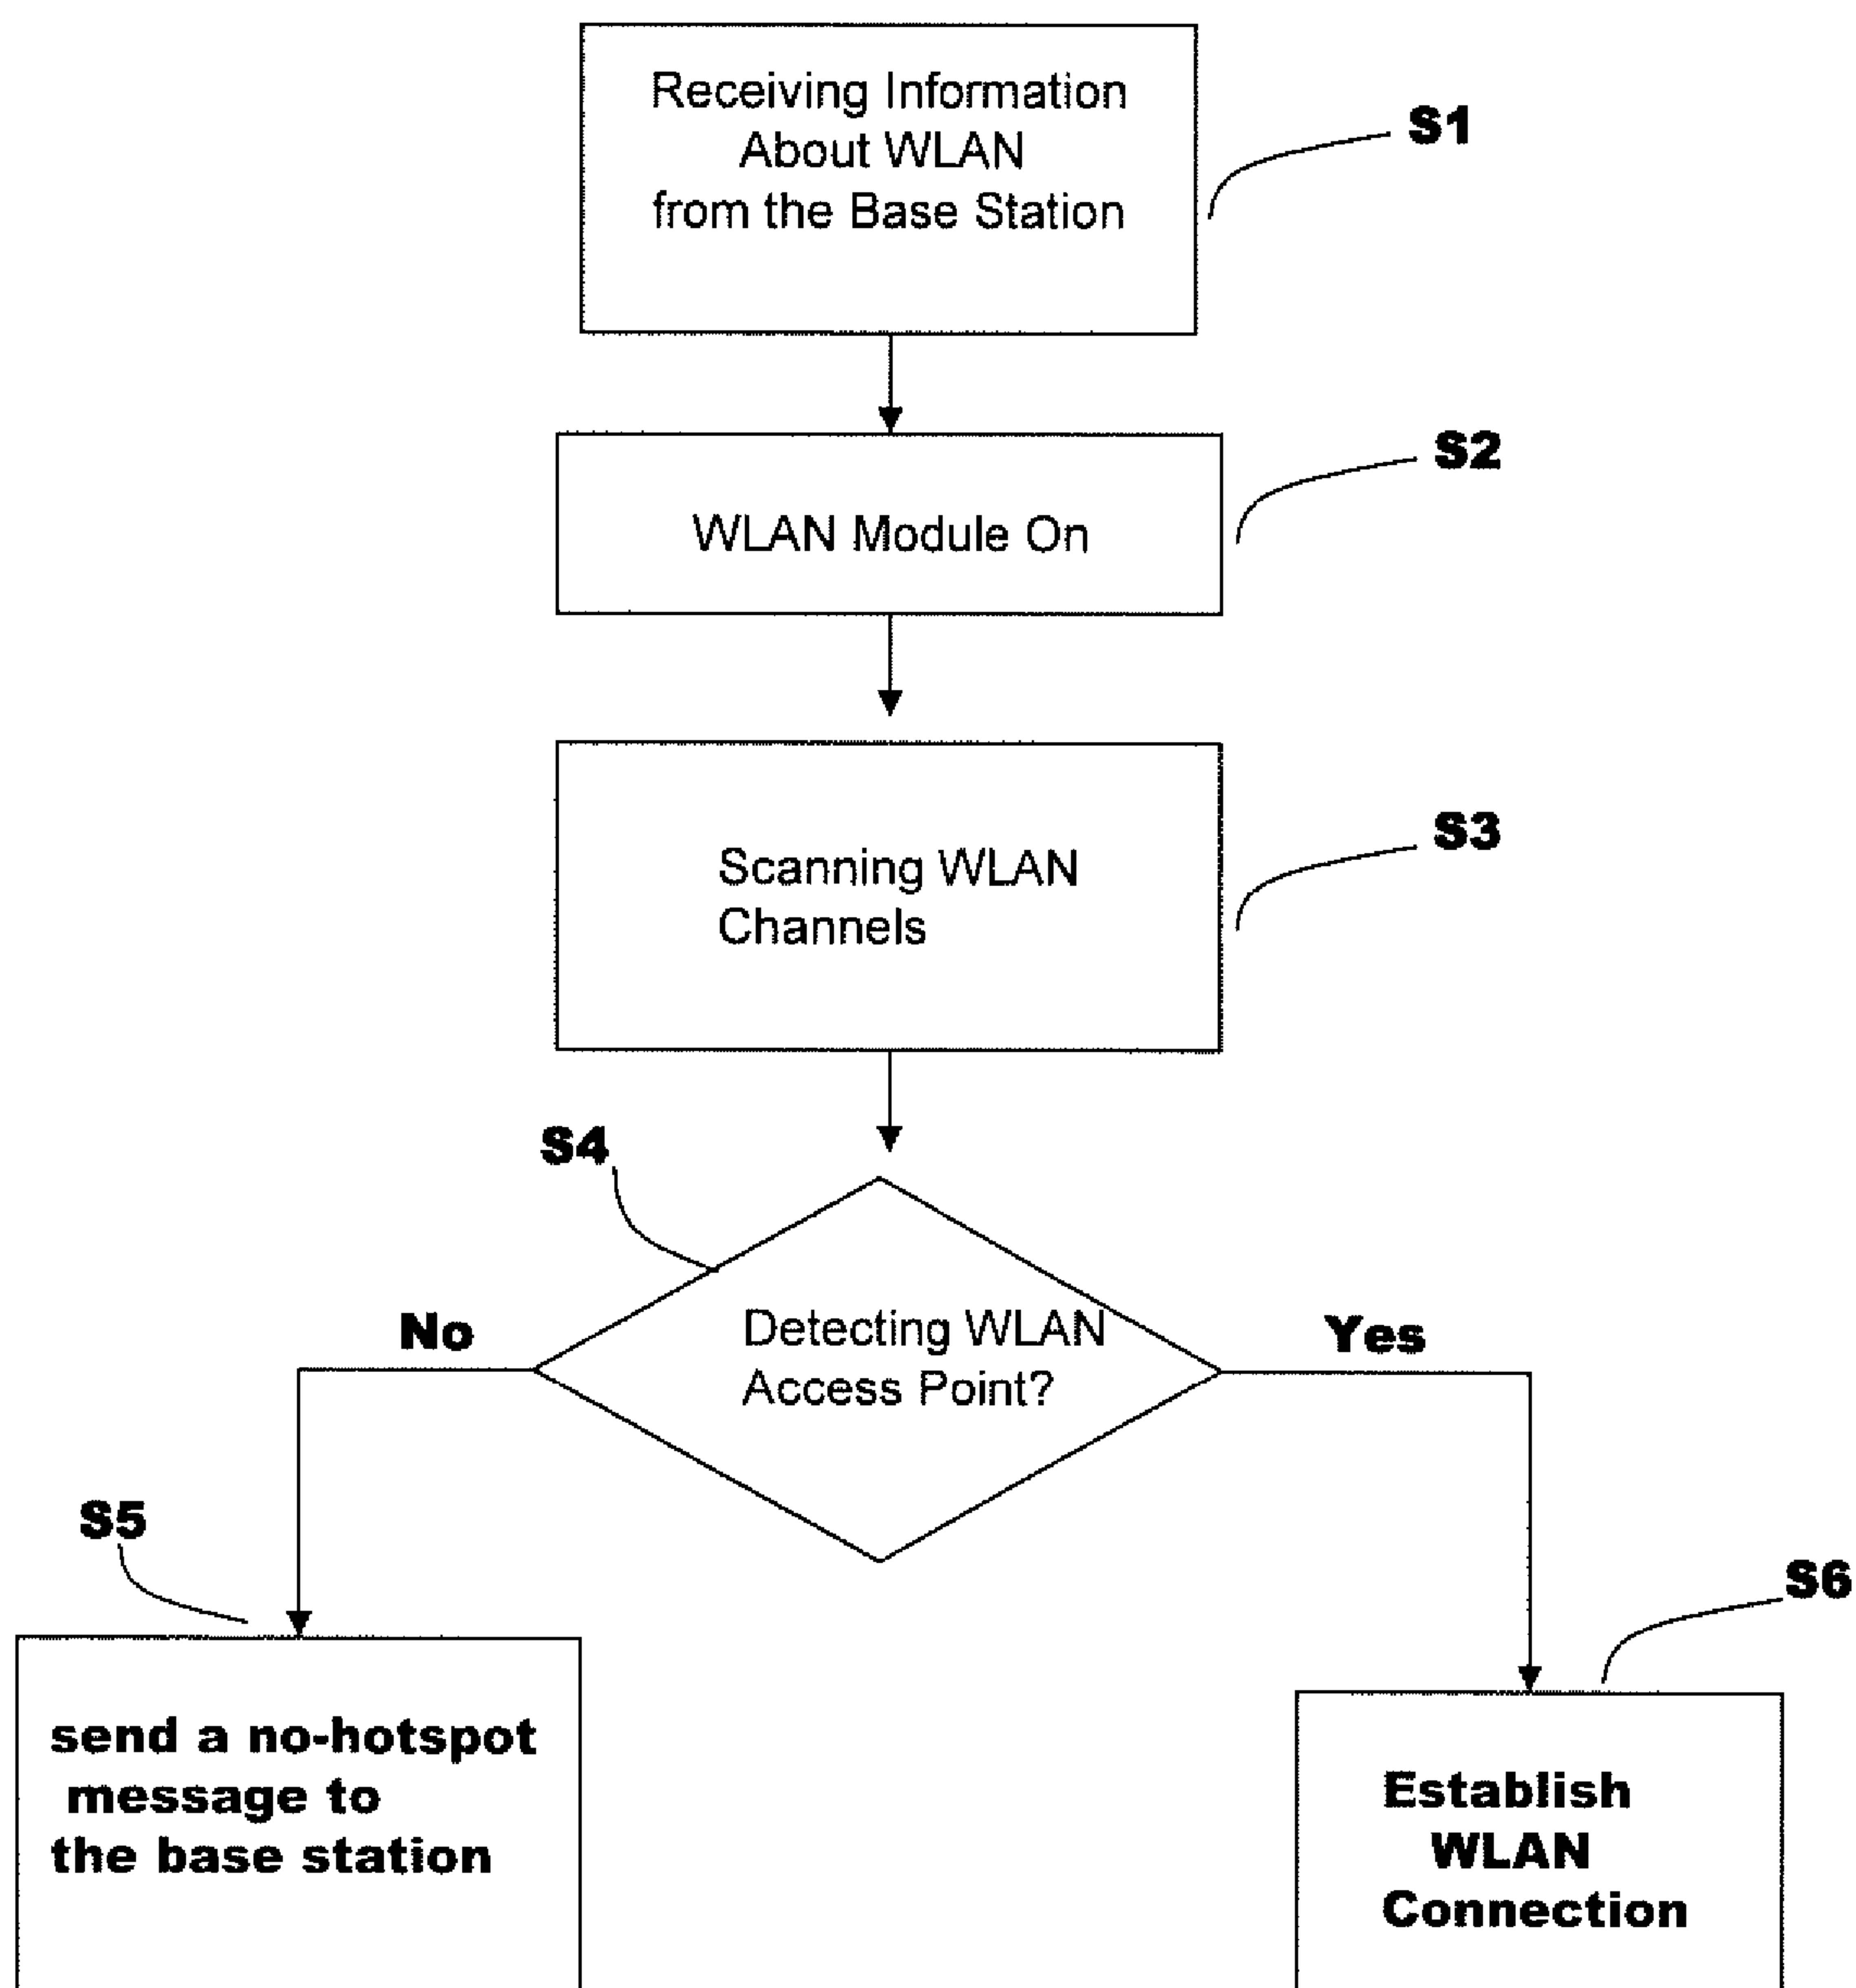 Receiving Information
About WLAN
from the Base Station
S1
WLAN Module On
S2
Scanning WLAN
Channels
S3
S4
Detecting WLAN
Access Point?
No
Yes
S5
send a no-hotspot
message to
the base station
S6
Establish
WLAN
Connection